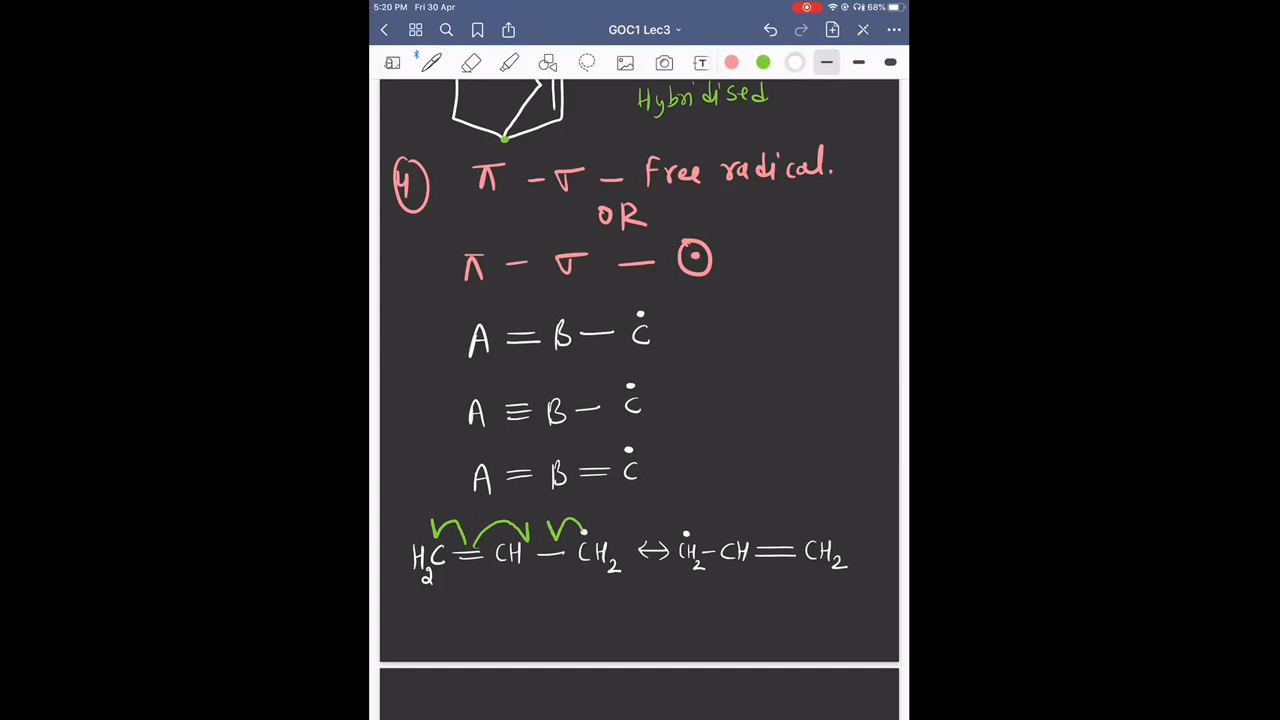 5:20 PM Fri 30 Apr
68%
GOC1 Lec3
T
Hybridised
4 π - σ - Free radical.
OR
π - σ - ⊙
A = B - Ċ
A ≡ B - Ċ
A = B = Ċ
H₂C = CH - ĊH₂ ↔ ĊH₂-CH=CH₂